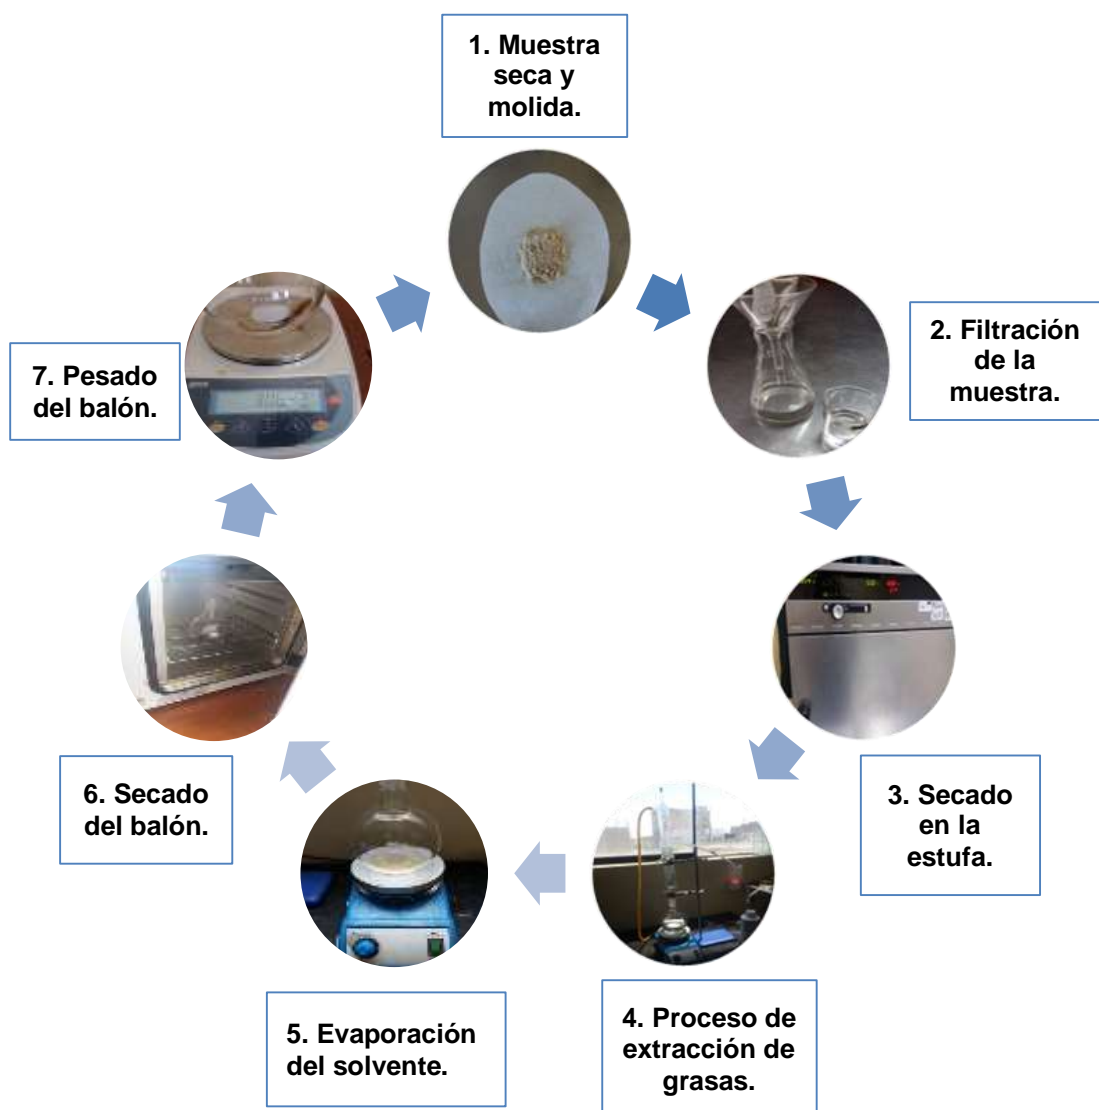 1. Muestra
seca y
molida.
2. Filtración
de la
muestra.
3. Secado
en la
estufa.
4. Proceso de
extracción de
grasas.
5. Evaporación
del solvente.
6. Secado
del balón.
7. Pesado
del balón.